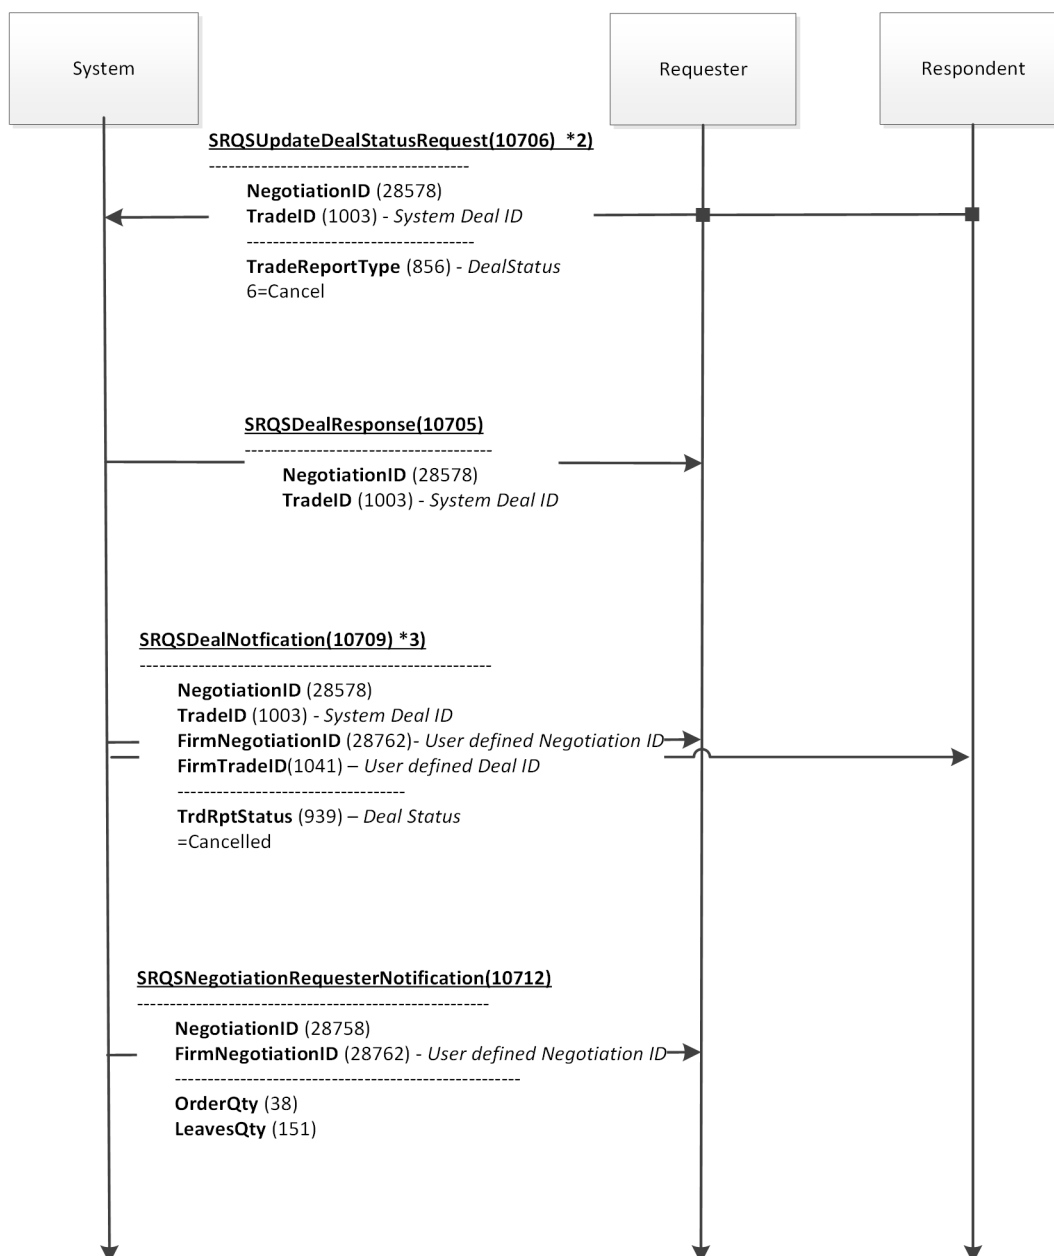 System
Requester
Respondent
SRQSUpdateDealStatusRequest(10706) *2)
----------------------------------------
NegotiationID (28578)
TradeID (1003) - System Deal ID
-----------------------------------
TradeReportType (856) - DealStatus
6=Cancel
SRQSDealResponse(10705)
--------------------------------------
NegotiationID (28578)
TradeID (1003) - System Deal ID
SRQSDealNotfication(10709) *3)
------------------------------------------------------
NegotiationID (28578)
TradeID (1003) - System Deal ID
FirmNegotiationID (28762)- User defined Negotiation ID
FirmTradeID(1041) – User defined Deal ID
-----------------------------------
TrdRptStatus (939) – Deal Status
=Cancelled
SRQSNegotiationRequesterNotification(10712)
------------------------------------------------------
NegotiationID (28758)
FirmNegotiationID (28762) - User defined Negotiation ID
-----------------------------------------------------
OrderQty (38)
LeavesQty (151)